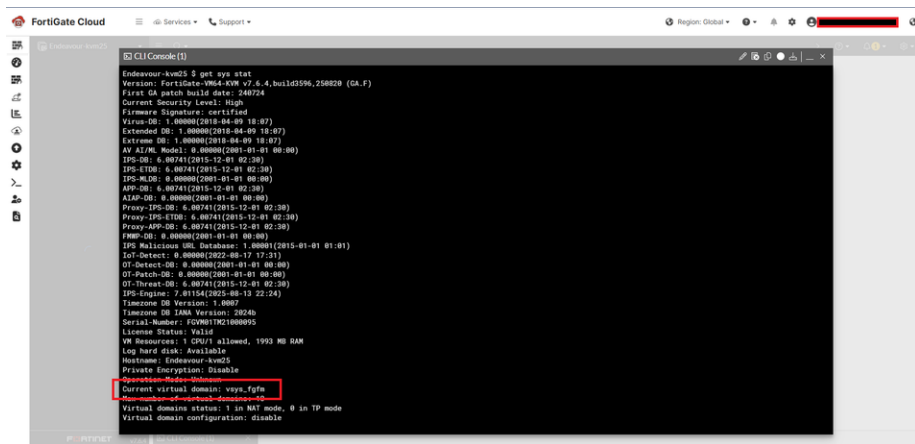 FortiGate Cloud
Services
Support
Region: Global
Endeavour-kvm25
CLI Console (1)
Endeavour-kvm25 $ get sys stat
Version: FortiGate-VM64-KVM v7.6.4,build3596,250820 (GA.F)
First GA patch build date: 240724
Current Security Level: High
Firmware Signature: certified
Virus-DB: 1.00000(2018-04-09 18:07)
Extended DB: 1.00000(2018-04-09 18:07)
Extreme DB: 1.00000(2018-04-09 18:07)
AV AI/ML Model: 0.00000(2001-01-01 00:00)
IPS-DB: 6.00741(2015-12-01 02:30)
IPS-ETDB: 6.00741(2015-12-01 02:30)
IPS-MLDB: 0.00000(2001-01-01 00:00)
APP-DB: 6.00741(2015-12-01 02:30)
AIAP-DB: 0.00000(2001-01-01 00:00)
Proxy-IPS-DB: 6.00741(2015-12-01 02:30)
Proxy-IPS-ETDB: 6.00741(2015-12-01 02:30)
Proxy-APP-DB: 6.00741(2015-12-01 02:30)
FMWP-DB: 0.00000(2001-01-01 00:00)
IPS Malicious URL Database: 1.00001(2015-01-01 01:01)
IoT-Detect: 0.00000(2022-08-17 17:31)
OT-Detect-DB: 0.00000(2001-01-01 00:00)
OT-Patch-DB: 0.00000(2001-01-01 00:00)
OT-Threat-DB: 6.00741(2015-12-01 02:30)
IPS-Engine: 7.01154(2025-08-13 22:24)
Timezone DB Version: 1.0007
Timezone DB IANA Version: 2024b
Serial-Number: FGVM01TM21000095
License Status: Valid
VM Resources: 1 CPU/1 allowed, 1993 MB RAM
Log hard disk: Available
Hostname: Endeavour-kvm25
Private Encryption: Disable
Operation Mode: Unknown
Current virtual domain: vsys_fgfm
Max number of virtual domains: 10
Virtual domains status: 1 in NAT mode, 0 in TP mode
Virtual domain configuration: disable
CLI Console (1)